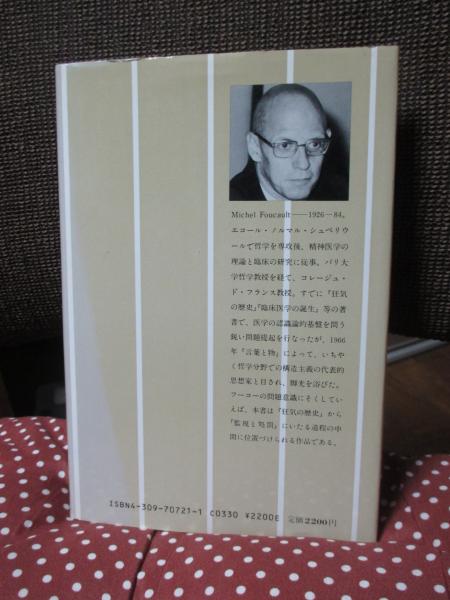 Michel Foucault——1926—84。
エコール・ノルマル・シュペリウ
ールで哲学を専攻後、精神医学の
理論と臨床の研究に従事。パリ大
学哲学教授を経て、コレージュ・
ド・フランス教授。すでに『狂気
の歴史』『臨床医学の誕生』等の著
書で、医学の認識論的基盤を問う
鋭い問題提起を行なったが、1966
年『言葉と物』によって、いちや
く哲学分野での構造主義の代表的
思想家と目され、脚光を浴びた。
フーコーの問題意識にそくしてい
えば、本書は『狂気の歴史』から
『監視と処罰』にいたる過程の中
間に位置づけられる作品である。
ISBN4-309-70721-1 C0330 ¥2200E 定価2200円